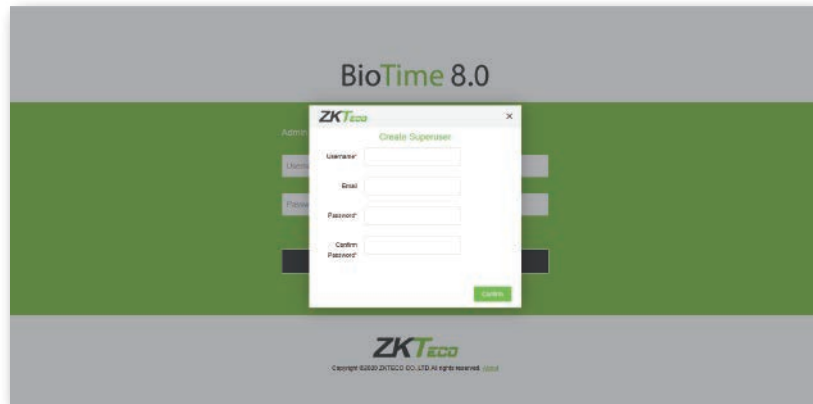 BioTime 8.0
ZKTECO
Create Superuser
Admin
Username*
Email
Password*
Confirm
Password*
Confirm
ZKTECO
Copyright ©2020 ZKTECO CO., LTD,All rights reserved.